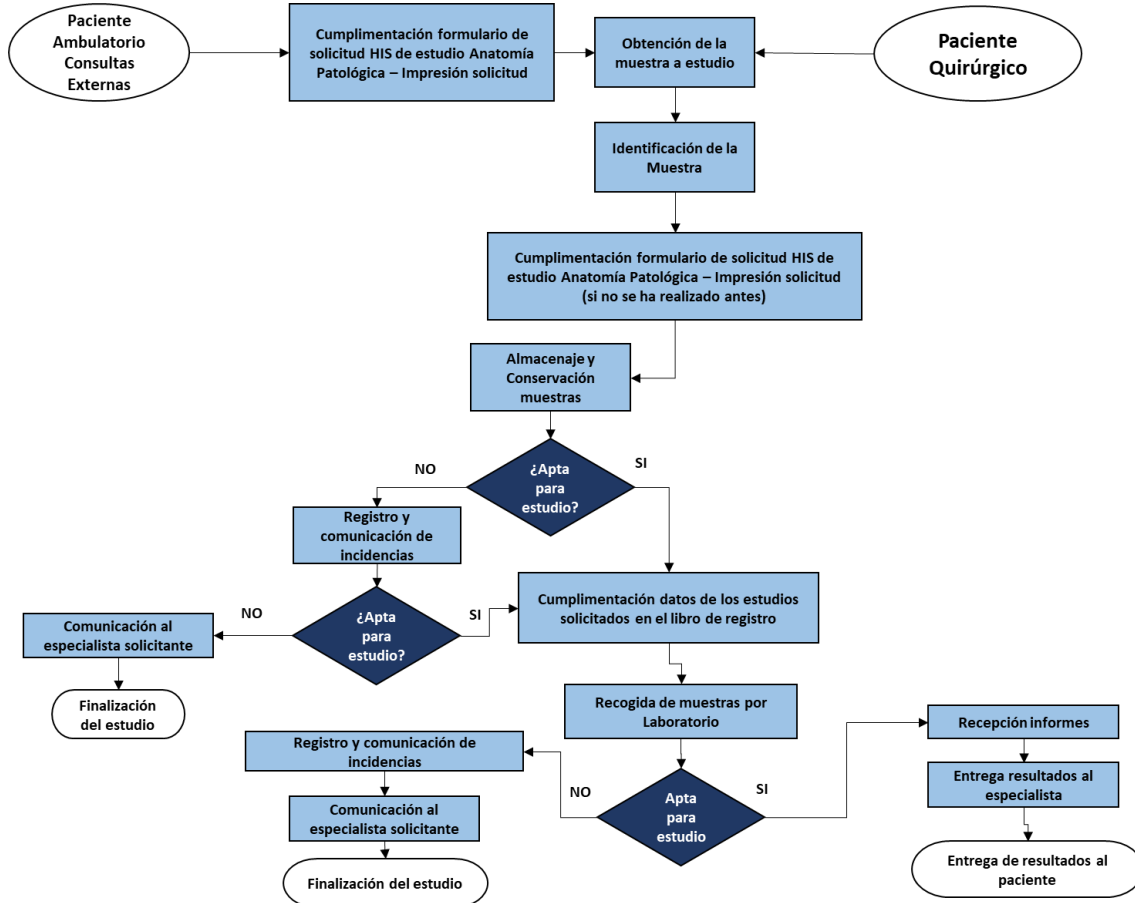 Paciente
Ambulatorio
Consultas
Externas
Cumplimentación formulario de
solicitud HIS de estudio Anatomía
Patológica – Impresión solicitud
Obtención de la
muestra a estudio
Paciente
Quirúrgico
Identificación de la
Muestra
Cumplimentación formulario de solicitud HIS de
estudio Anatomía Patológica – Impresión solicitud
(si no se ha realizado antes)
Almacenaje y
Conservación
muestras
¿Apta
para
estudio?
NO
SI
Registro y
comunicación de
incidencias
¿Apta
para
estudio?
NO
SI
Comunicación al
especialista solicitante
Finalización
del estudio
Cumplimentación datos de los estudios
solicitados en el libro de registro
Recogida de muestras por
Laboratorio
Apta
para
estudio
NO
SI
Registro y comunicación de
incidencias
Comunicación al
especialista solicitante
Finalización del estudio
Recepción informes
Entrega resultados al
especialista
Entrega de resultados al
paciente